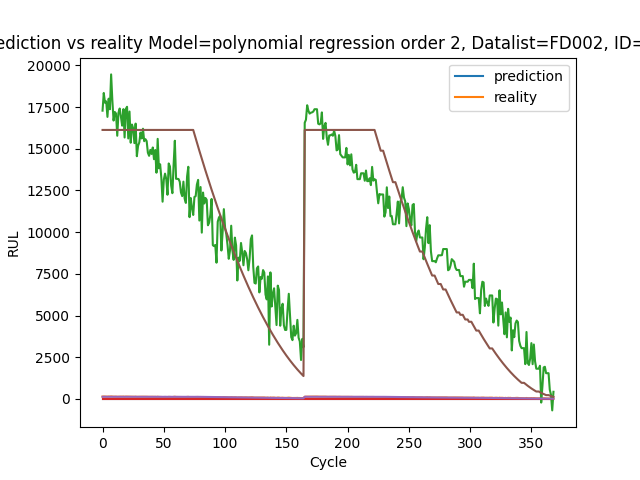 ediction vs reality Model=polynomial regression order 2, Datalist=FD002, ID=
20000
17500
15000
12500
10000
7500
5000
2500
0
RUL
prediction
reality
0 50 100 150 200 250 300 350
Cycle